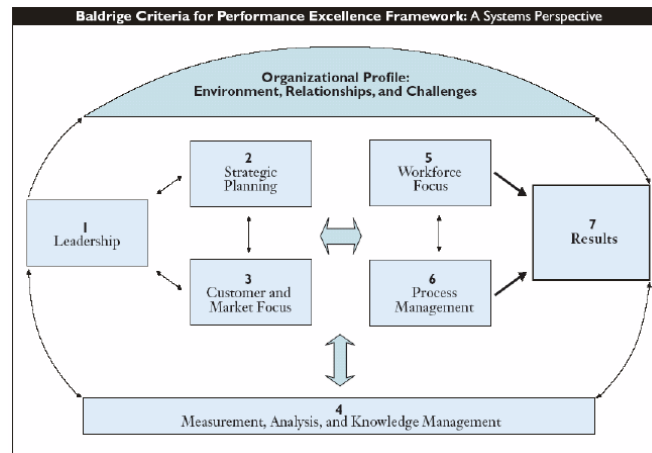 Baldrige Criteria for Performance Excellence Framework: A Systems Perspective
Organizational Profile:
Environment, Relationships, and Challenges
2
Strategic
Planning
5
Workforce
Focus
1
Leadership
7
Results
3
Customer and
Market Focus
6
Process
Management
4
Measurement, Analysis, and Knowledge Management